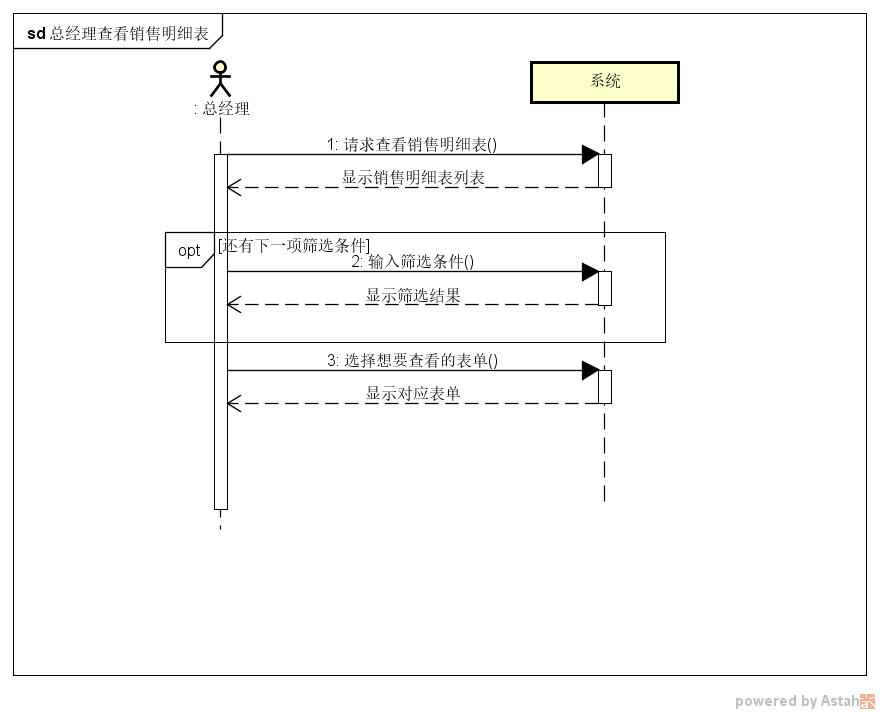 sd 总经理查看销售明细表
: 总经理
系统
1: 请求查看销售明细表()
显示销售明细表列表
opt
[还有下一项筛选条件]
2: 输入筛选条件()
显示筛选结果
3: 选择想要查看的表单()
显示对应表单
powered by Astah